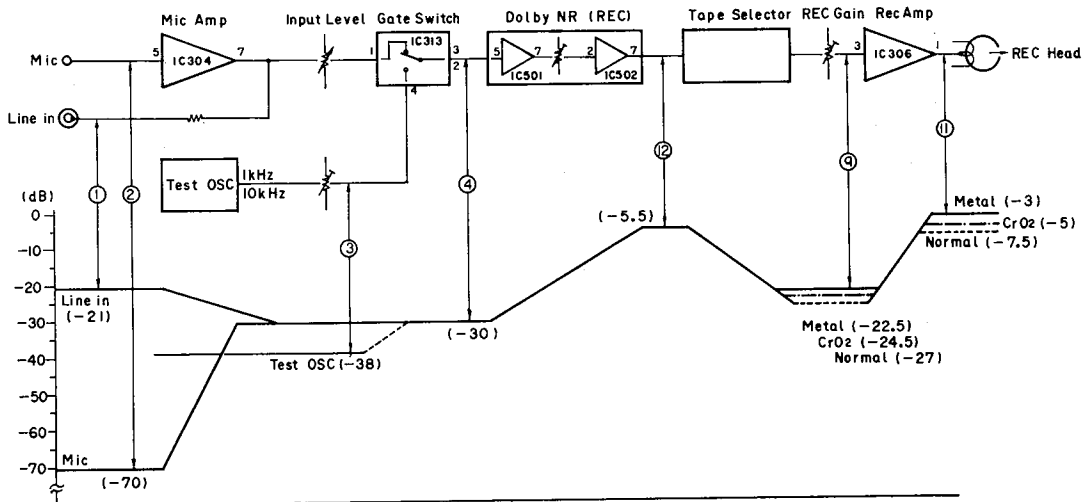 Mic Amp
Input Level
Gate Switch
Dolby NR (REC)
Tape Selector
REC Gain
Rec Amp
Mic
5
IC304
7
1
IC313
3
2
4
5
IC501
7
2
IC502
7
3
IC306
1
REC Head
Line in
Test OSC
1kHz
10kHz
①
②
③
④
⑫
⑨
⑪
(dB)
0
-10
-20
-30
-40
-50
-60
-70
Line in
(-21)
Test OSC (-38)
(-30)
(-5.5)
Metal (-3)
CrO2 (-5)
Normal (-7.5)
Metal (-22.5)
CrO2 (-24.5)
Normal (-27)
Mic
(-70)